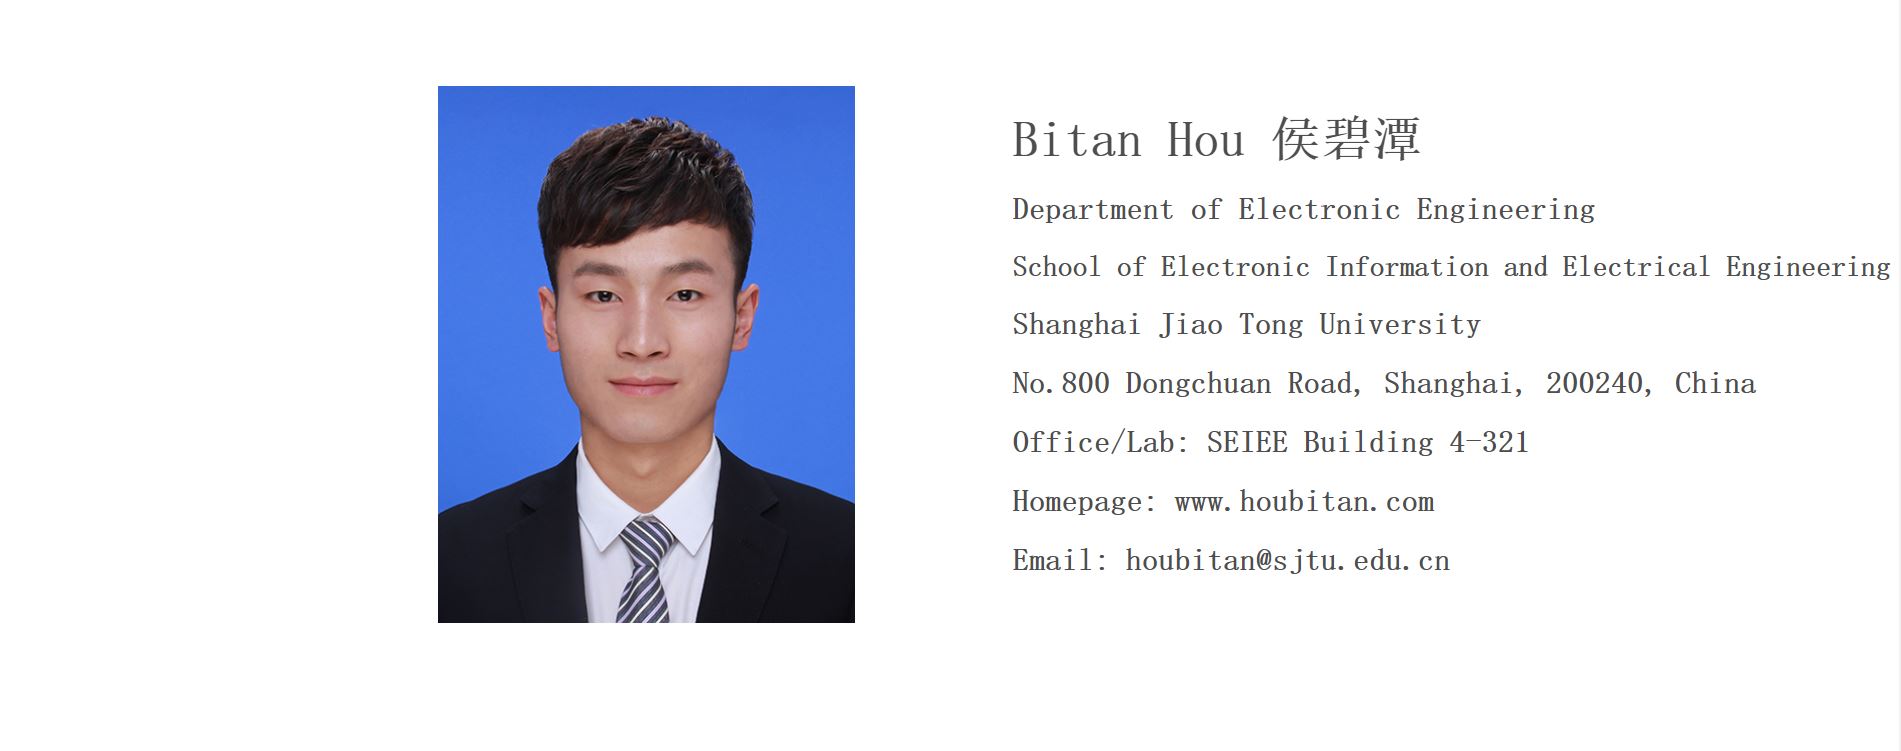 Bitan Hou 侯碧潭
Department of Electronic Engineering
School of Electronic Information and Electrical Engineering
Shanghai Jiao Tong University
No.800 Dongchuan Road, Shanghai, 200240, China
Office/Lab: SEIEE Building 4-321
Homepage: www.houbitan.com
Email: houbitan@sjtu.edu.cn